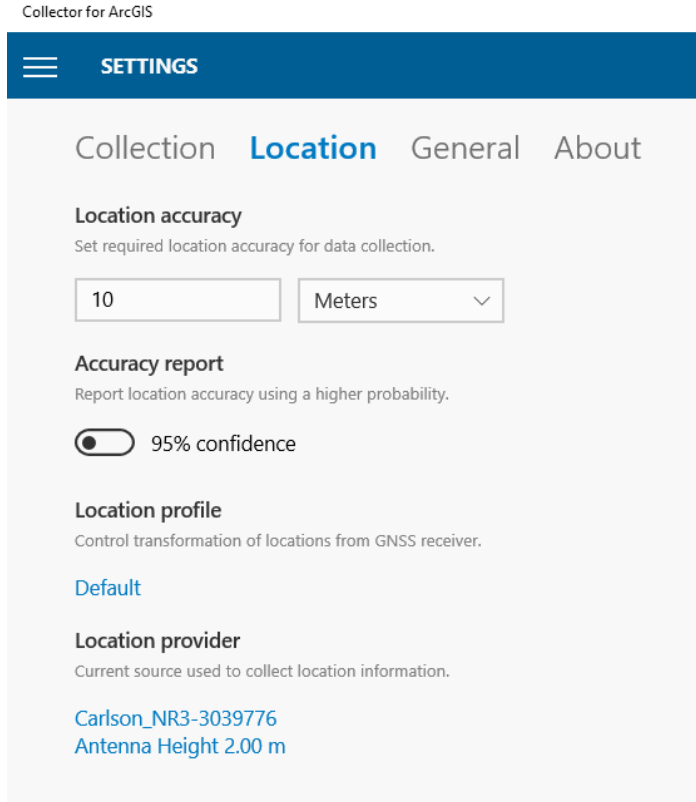 Collector for ArcGIS
SETTINGS
Collection Location General About
Location accuracy
Set required location accuracy for data collection.
10 Meters
Accuracy report
Report location accuracy using a higher probability.
95% confidence
Location profile
Control transformation of locations from GNSS receiver.
Default
Location provider
Current source used to collect location information.
Carlson_NR3-3039776
Antenna Height 2.00 m